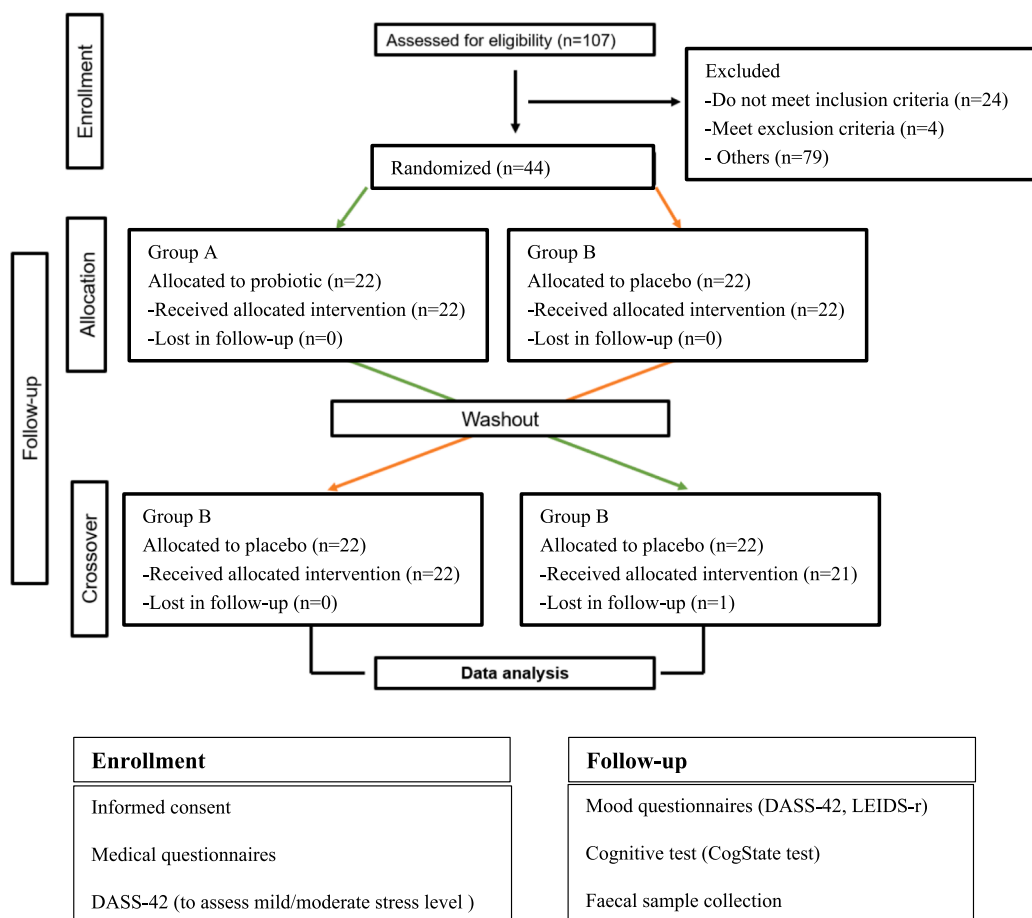 Enrollment
Assessed for eligibility (n=107)
Excluded
-Do not meet inclusion criteria (n=24)
-Meet exclusion criteria (n=4)
- Others (n=79)
Randomized (n=44)
Follow-up
Allocation
Group A
Allocated to probiotic (n=22)
-Received allocated intervention (n=22)
-Lost in follow-up (n=0)
Group B
Allocated to placebo (n=22)
-Received allocated intervention (n=22)
-Lost in follow-up (n=0)
Washout
Crossover
Group B
Allocated to placebo (n=22)
-Received allocated intervention (n=22)
-Lost in follow-up (n=0)
Group B
Allocated to placebo (n=22)
-Received allocated intervention (n=21)
-Lost in follow-up (n=1)
Data analysis
Enrollment
Informed consent
Medical questionnaires
DASS-42 (to assess mild/moderate stress level )
Follow-up
Mood questionnaires (DASS-42, LEIDS-r)
Cognitive test (CogState test)
Faecal sample collection